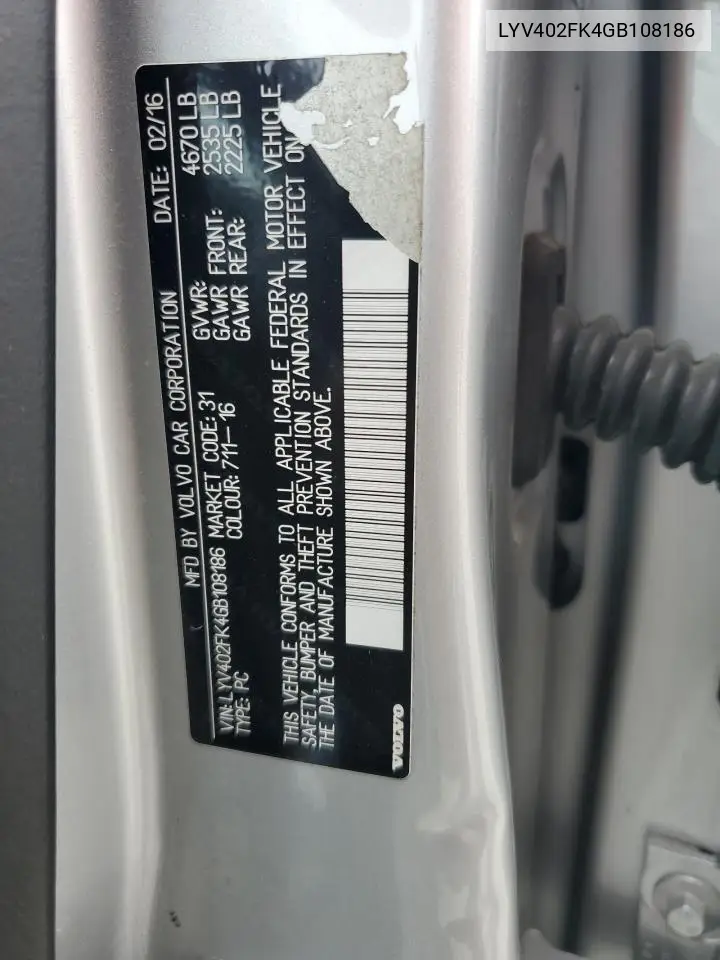 LYV402FK4GB108186
MFD BY VOLVO CAR CORPORATION DATE: 02/16
VIN: LYV402FK4GB108186 MARKET CODE: 31 GVWR: 4670 LB
TYPE: PC COLOUR: 711-16 GAWR FRONT: 2535 LB
GAWR REAR: 2225 LB
THIS VEHICLE CONFORMS TO ALL APPLICABLE FEDERAL MOTOR VEHICLE
SAFETY, BUMPER AND THEFT PREVENTION STANDARDS IN EFFECT ON
THE DATE OF MANUFACTURE SHOWN ABOVE.
VOLVO